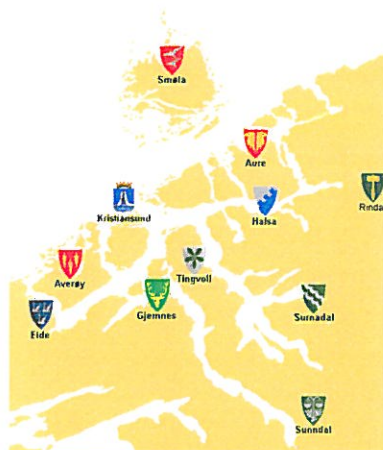 Smøla
Aure
Rindal
Kristiansund
Halsa
Averøy
Tingvoll
Gjemnes
Surnadal
Eide
Sunndal